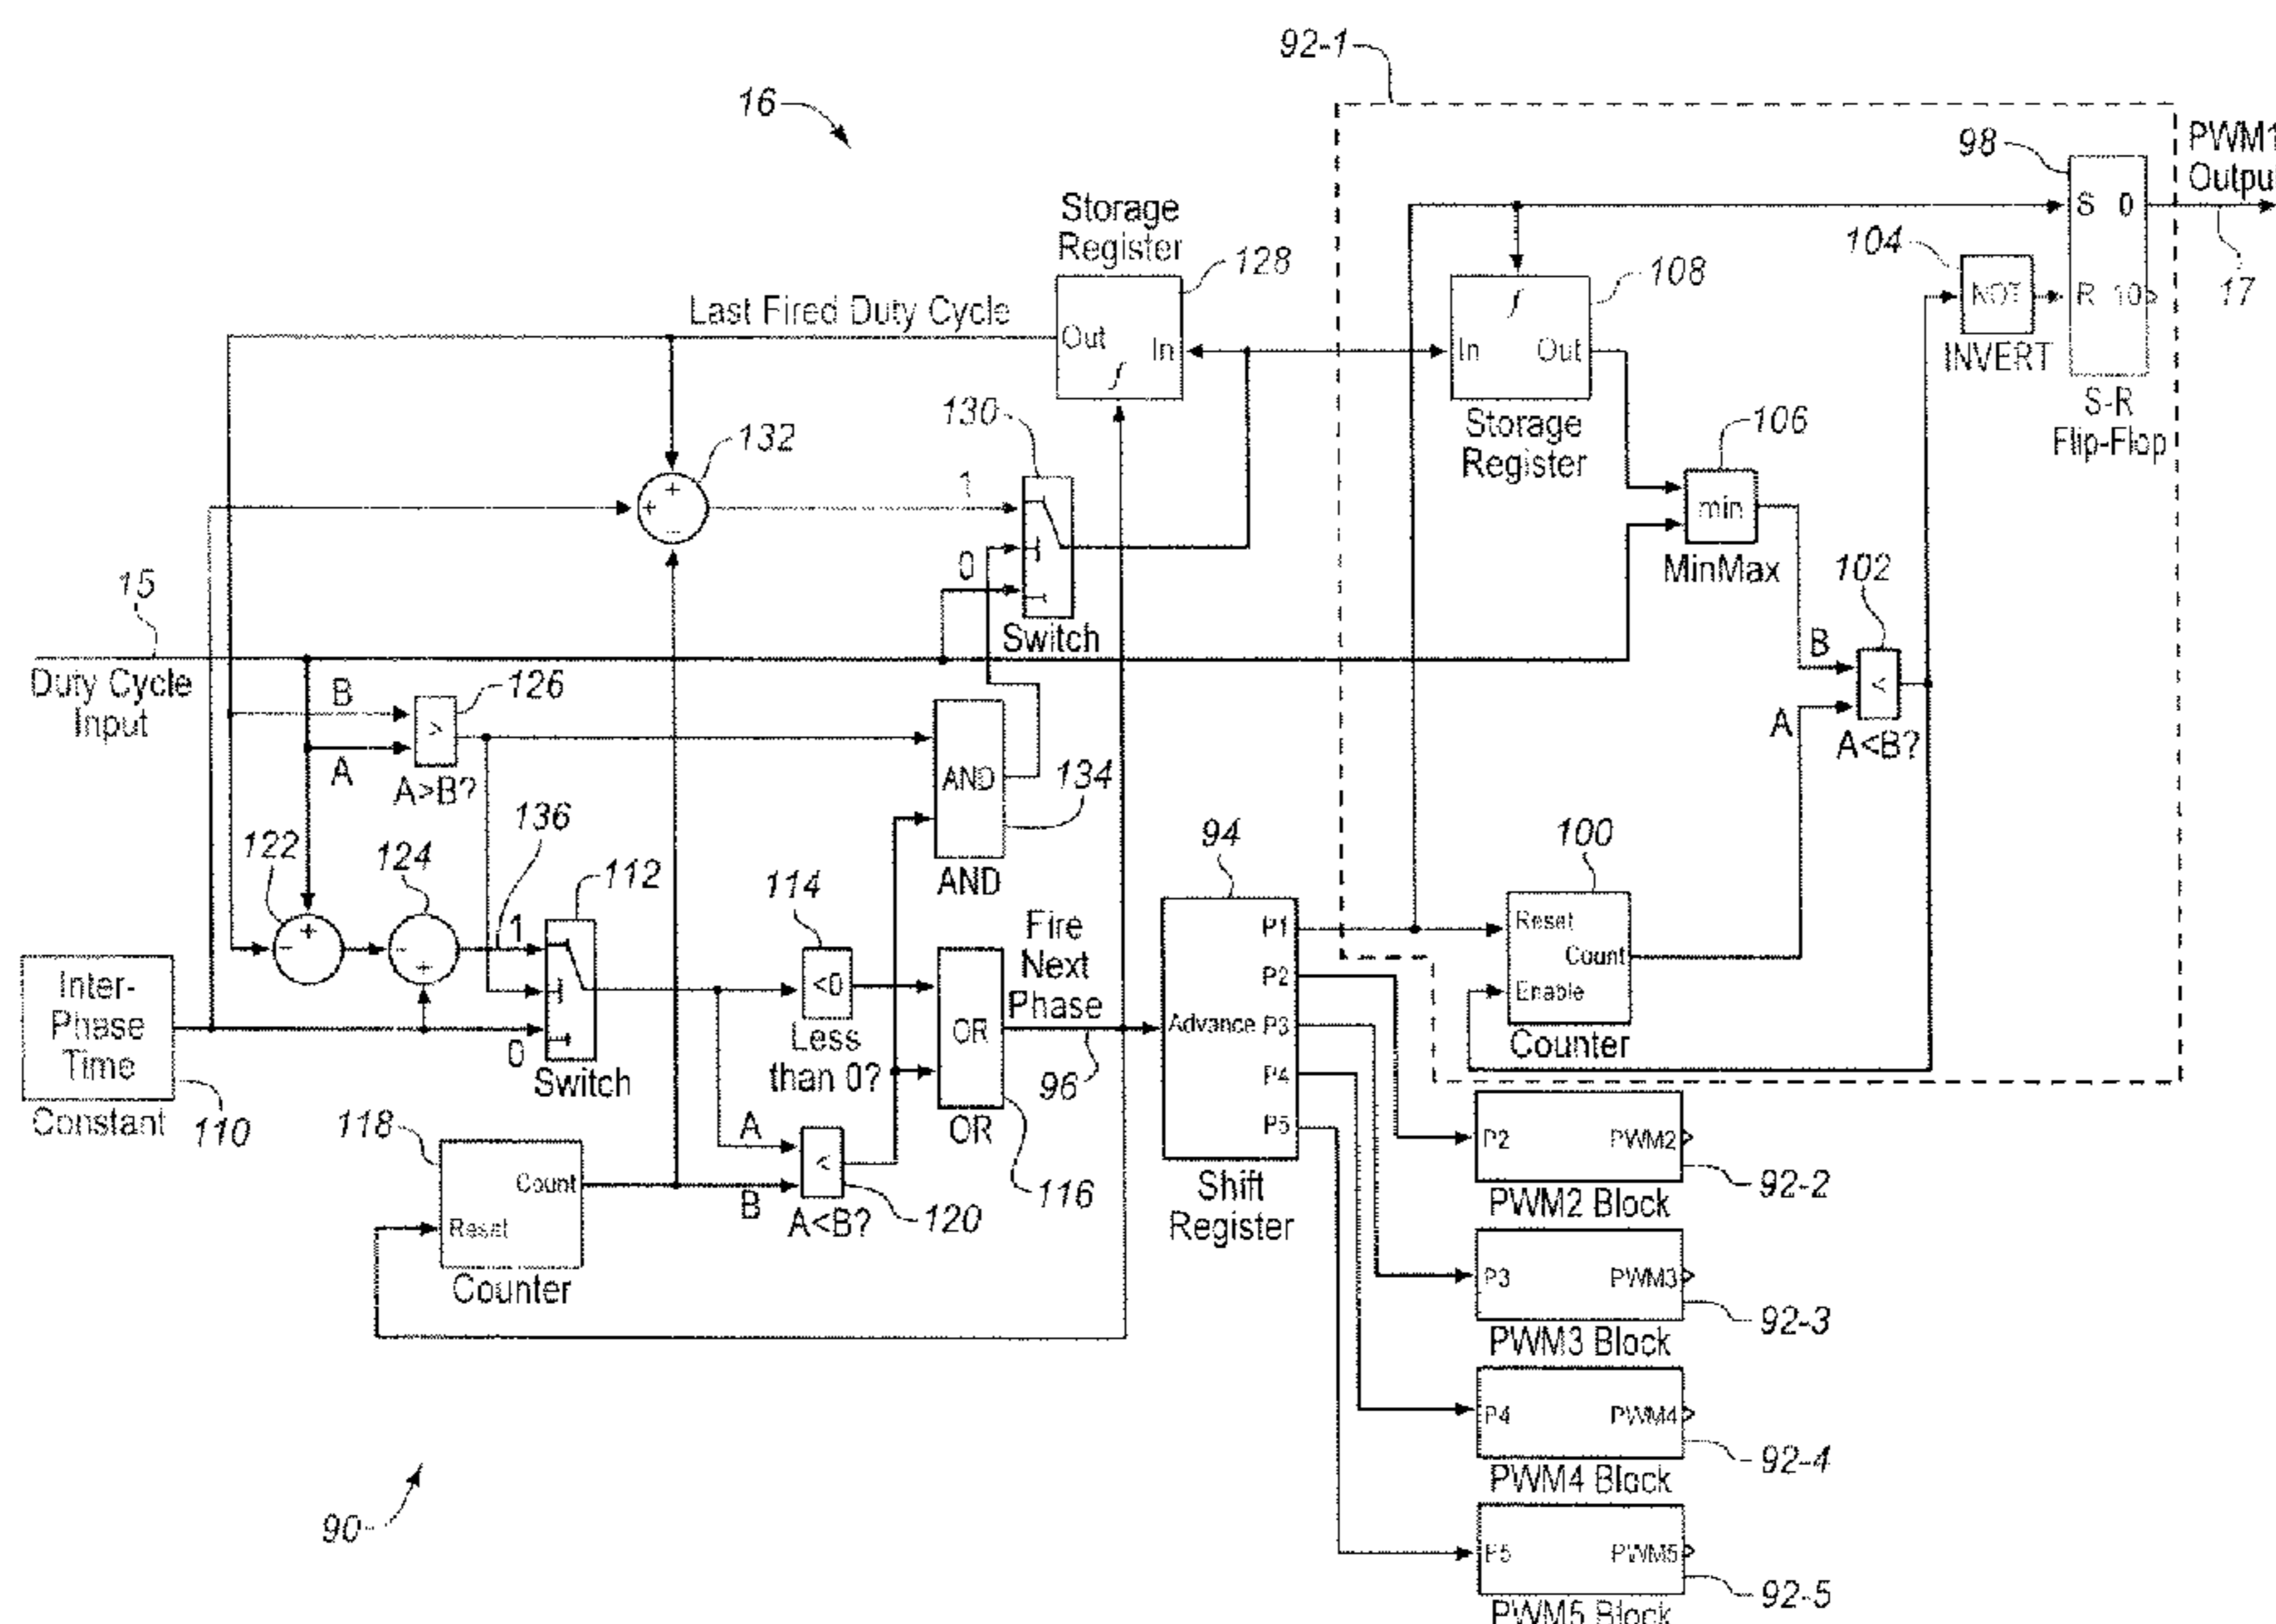 92-1
16
98
PWM1
Output
S 0
104
17
NOT
R 10
INVERT
S-R
Flip-Flop
Storage
Register
128
Last Fired Duty Cycle
Out
In
f
108
f
In
Out
Storage
Register
130
132
+
+
-
1
0
Switch
106
min
MinMax
15
Duty Cycle
Input
B
126
>
A
A>B?
102
B
<
A
A<B?
AND
134
AND
122
+
-
124
-
+
136
1
112
0
Switch
114
<0
Less
than 0?
Fire
Next
Phase
94
P1
P2
Advance P3
P4
P5
Shift
Register
100
Reset
Count
Enable
Counter
Inter-
Phase
Time
Constant
110
OR
96
OR
116
118
Count
Reset
Counter
A
<
B
A<B?
120
P2 PWM2
92-2
PWM2 Block
P3 PWM3
92-3
PWM3 Block
P4 PWM4
92-4
PWM4 Block
P5 PWM5
92-5
PWM5 Block
90